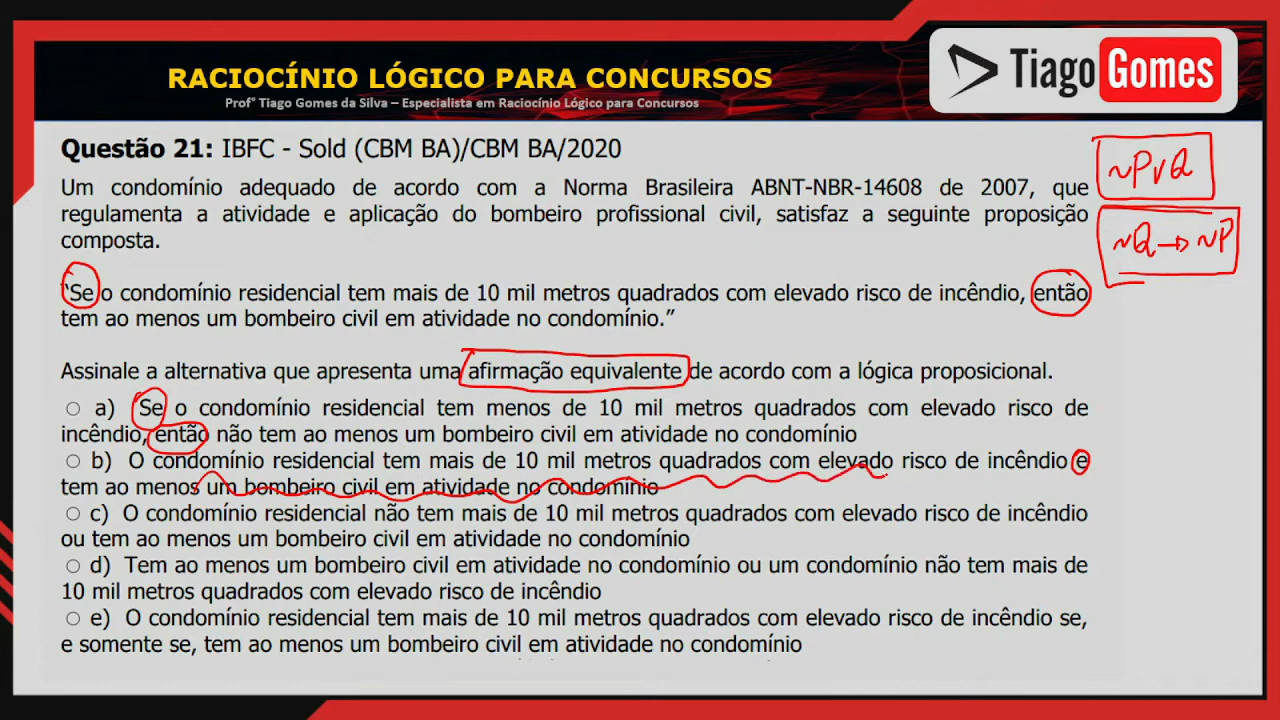 RACIOCÍNIO LÓGICO PARA CONCURSOS
Profº Tiago Gomes da Silva – Especialista em Raciocínio Lógico para Concursos
Tiago Gomes
Questão 21: IBFC - Sold (CBM BA)/CBM BA/2020
~P∨Q
Um condomínio adequado de acordo com a Norma Brasileira ABNT-NBR-14608 de 2007, que
regulamenta a atividade e aplicação do bombeiro profissional civil, satisfaz a seguinte proposição
composta.
~Q→~P
“Se o condomínio residencial tem mais de 10 mil metros quadrados com elevado risco de incêndio, então
tem ao menos um bombeiro civil em atividade no condomínio.”
Assinale a alternativa que apresenta uma afirmação equivalente de acordo com a lógica proposicional.
a) Se o condomínio residencial tem menos de 10 mil metros quadrados com elevado risco de
incêndio, então não tem ao menos um bombeiro civil em atividade no condomínio
b) O condomínio residencial tem mais de 10 mil metros quadrados com elevado risco de incêndio e
tem ao menos um bombeiro civil em atividade no condomínio
c) O condomínio residencial não tem mais de 10 mil metros quadrados com elevado risco de incêndio
ou tem ao menos um bombeiro civil em atividade no condomínio
d) Tem ao menos um bombeiro civil em atividade no condomínio ou um condomínio não tem mais de
10 mil metros quadrados com elevado risco de incêndio
e) O condomínio residencial tem mais de 10 mil metros quadrados com elevado risco de incêndio se,
e somente se, tem ao menos um bombeiro civil em atividade no condomínio